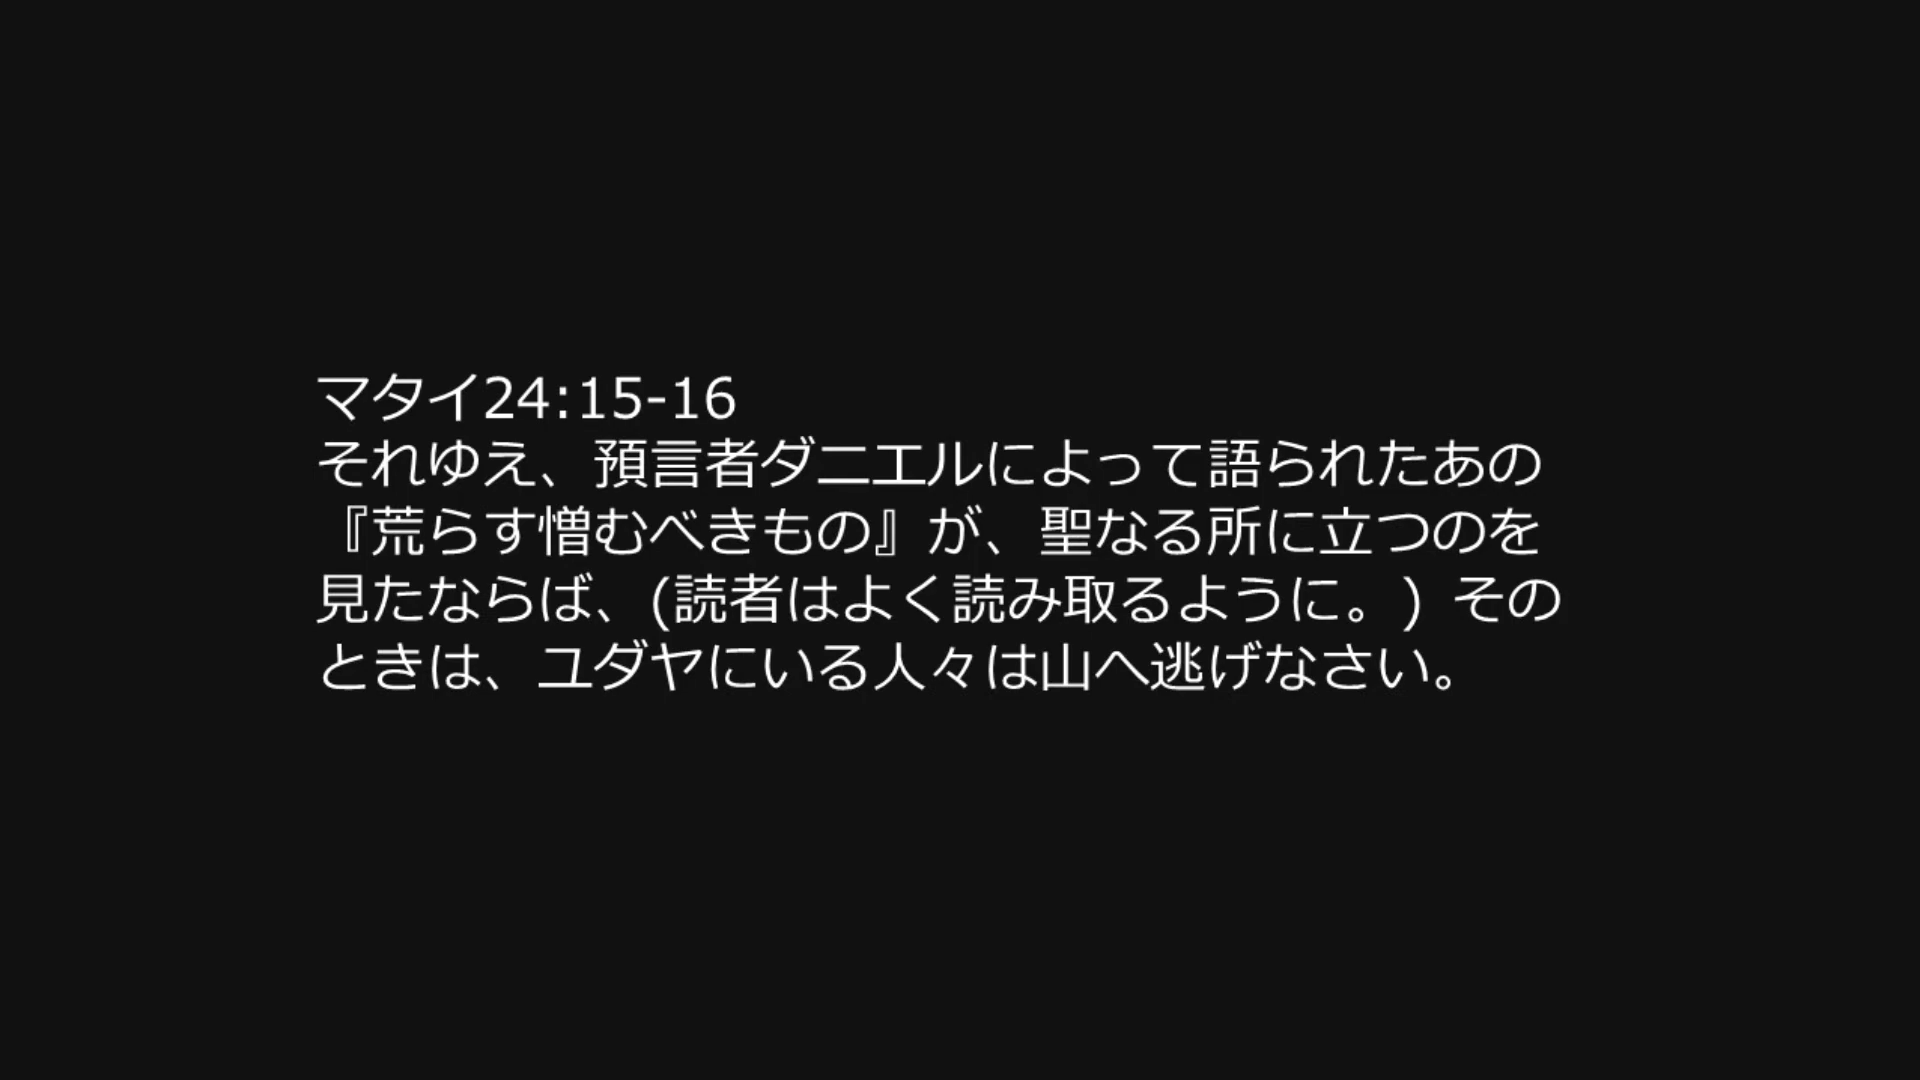 マタイ24:15-16
それゆえ、預言者ダニエルによって語られたあの
『荒らす憎むべきもの』が、聖なる所に立つのを
見たならば、(読者はよく読み取るように。) その
ときは、ユダヤにいる人々は山へ逃げなさい。